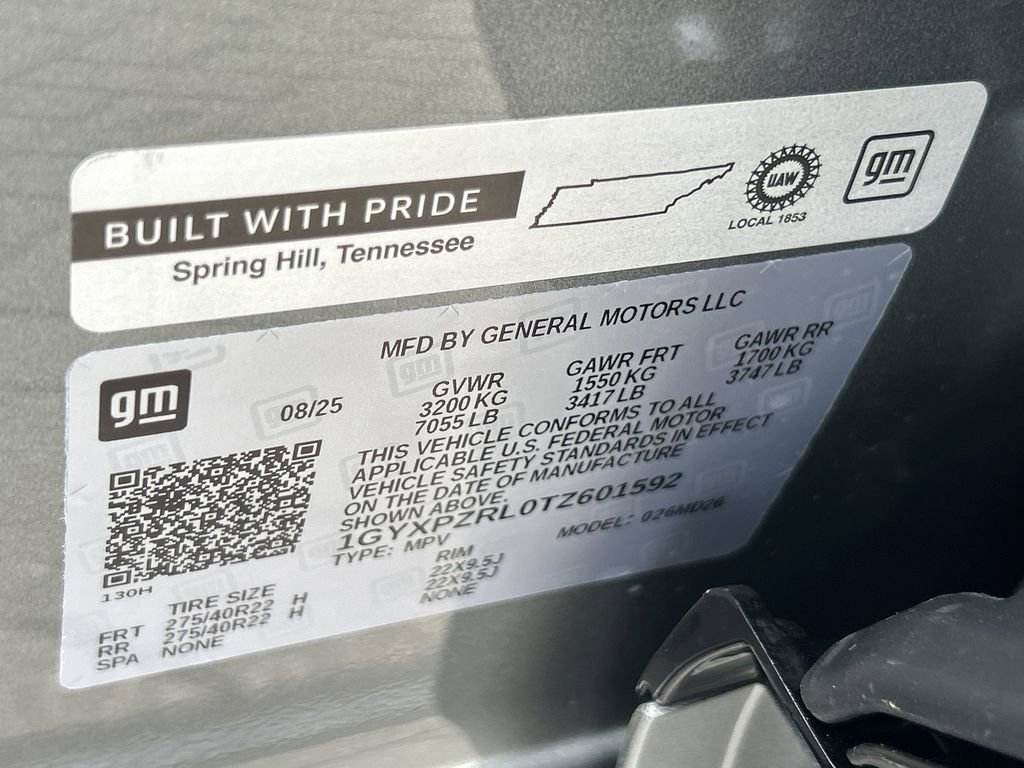 BUILT WITH PRIDE
Spring Hill, Tennessee
UAW
LOCAL 1853
gm
MFD BY GENERAL MOTORS LLC
gm
08/25
GVWR
3200 KG
7055 LB
GAWR FRT
1550 KG
3417 LB
GAWR RR
1700 KG
3747 LB
THIS VEHICLE CONFORMS TO ALL
APPLICABLE U.S. FEDERAL MOTOR
VEHICLE SAFETY STANDARDS IN EFFECT
ON THE DATE OF MANUFACTURE
SHOWN ABOVE.
1GYXPZRL0TZ601592
TYPE: MPV MODEL: 026MD26
130H
TIRE SIZE RIM
FRT 275/40R22 H 22X9.5J
RR 275/40R22 H 22X9.5J
SPA NONE NONE